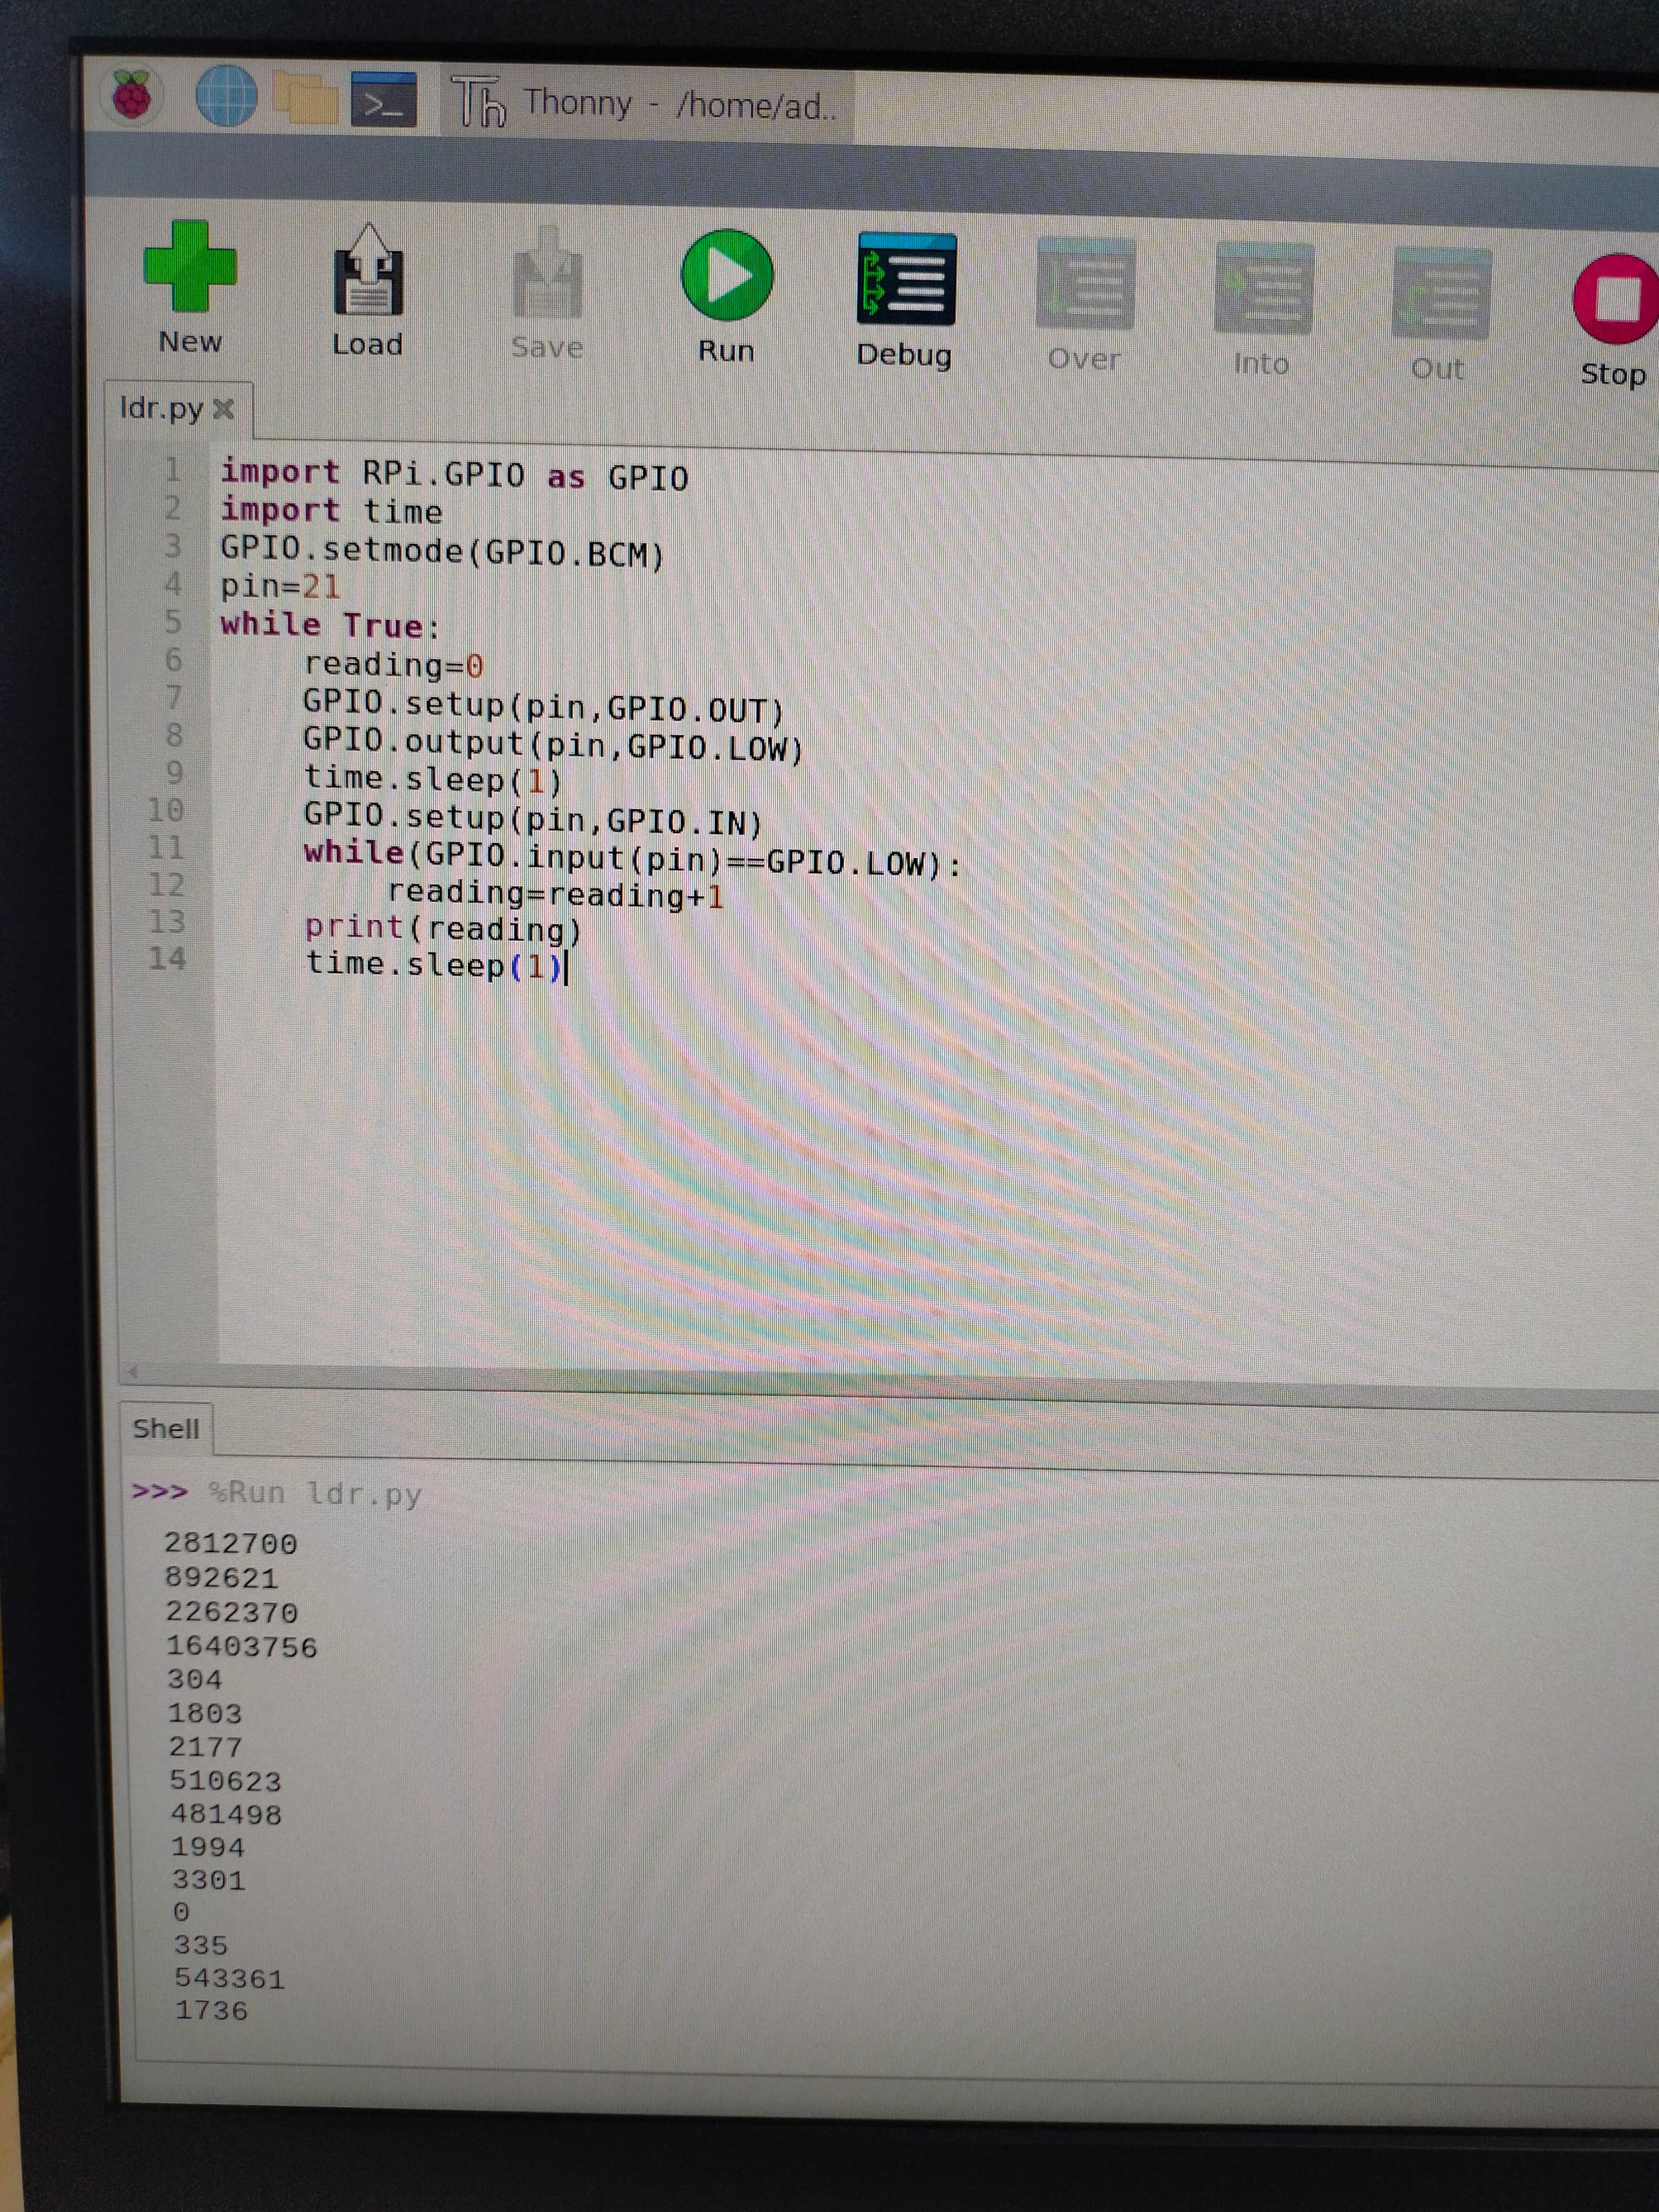 Thonny - /home/ad..
New Load Save Run Debug Over Into Out Stop
ldr.py
1 import RPi.GPIO as GPIO
2 import time
3 GPIO.setmode(GPIO.BCM)
4 pin=21
5 while True:
6     reading=0
7     GPIO.setup(pin,GPIO.OUT)
8     GPIO.output(pin,GPIO.LOW)
9     time.sleep(1)
10     GPIO.setup(pin,GPIO.IN)
11     while(GPIO.input(pin)==GPIO.LOW):
12         reading=reading+1
13     print(reading)
14     time.sleep(1)
Shell
>>> %Run ldr.py
2812700
892621
2262370
16403756
304
1803
2177
510623
481498
1994
3301
0
335
543361
1736